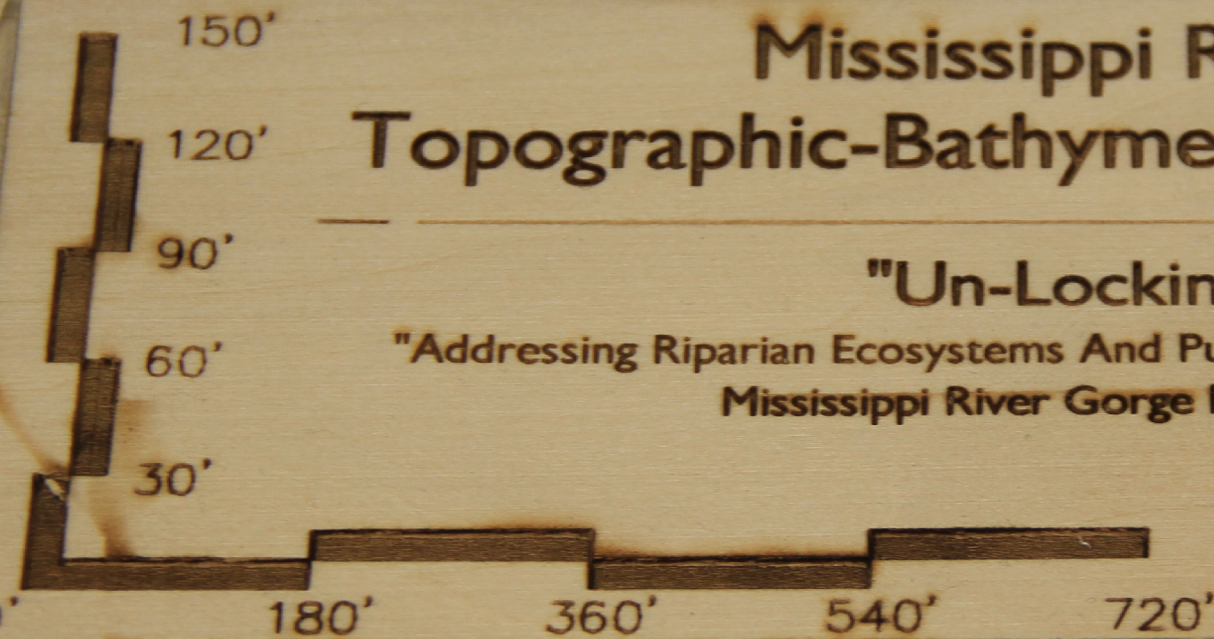 150'
Mississippi R
120'
Topographic-Bathyme
90'
"Un-Lockin
60'
"Addressing Riparian Ecosystems And Pu
Mississippi River Gorge
30'
180' 360' 540' 720'